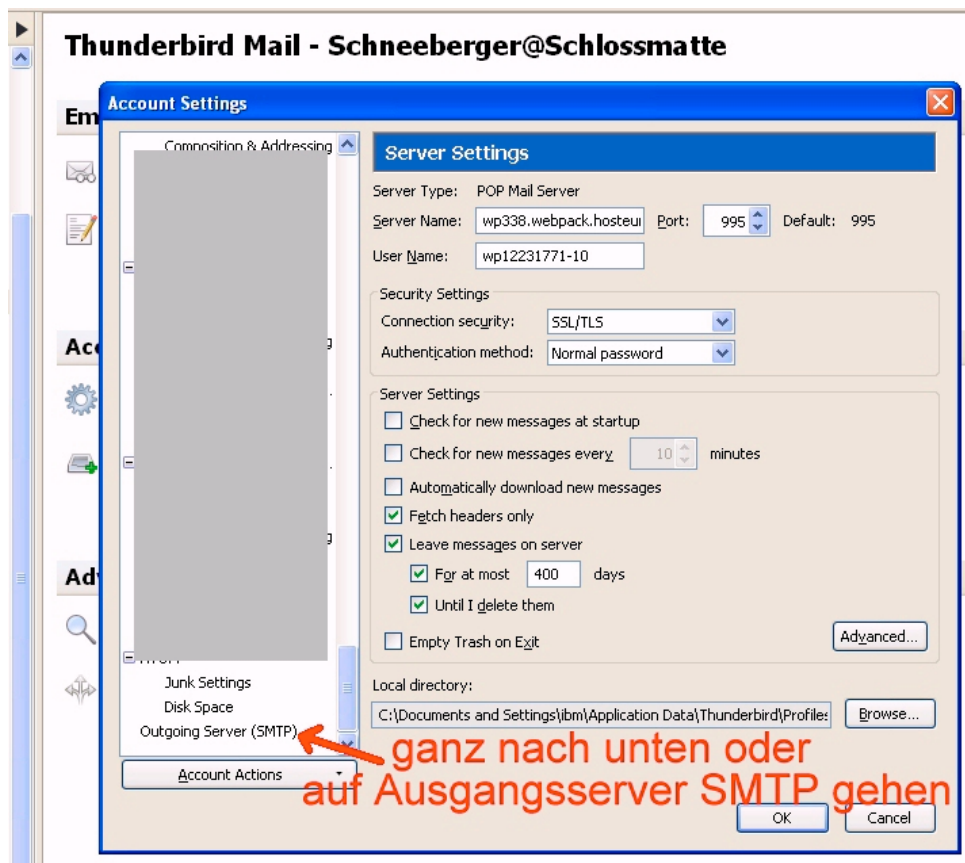 Thunderbird Mail - Schneeberger@Schlossmatte
Em
Account Settings
Composition & Addressing
Server Settings
Server Type: POP Mail Server
Server Name: wp338.webpack.hosteur Port: 995 Default: 995
User Name: wp12231771-10
Security Settings
Connection security: SSL/TLS
Acc
Authentication method: Normal password
Server Settings
Check for new messages at startup
Check for new messages every 10 minutes
Automatically download new messages
Fetch headers only
Leave messages on server
Adv
For at most 400 days
Until I delete them
Empty Trash on Exit
Advanced...
Junk Settings
Local directory:
Disk Space
C:\Documents and Settings\ibm\Application Data\Thunderbird\Profiles Browse...
Outgoing Server (SMTP)
ganz nach unten oder
Account Actions
auf Ausgangsserver SMTP gehen
OK Cancel